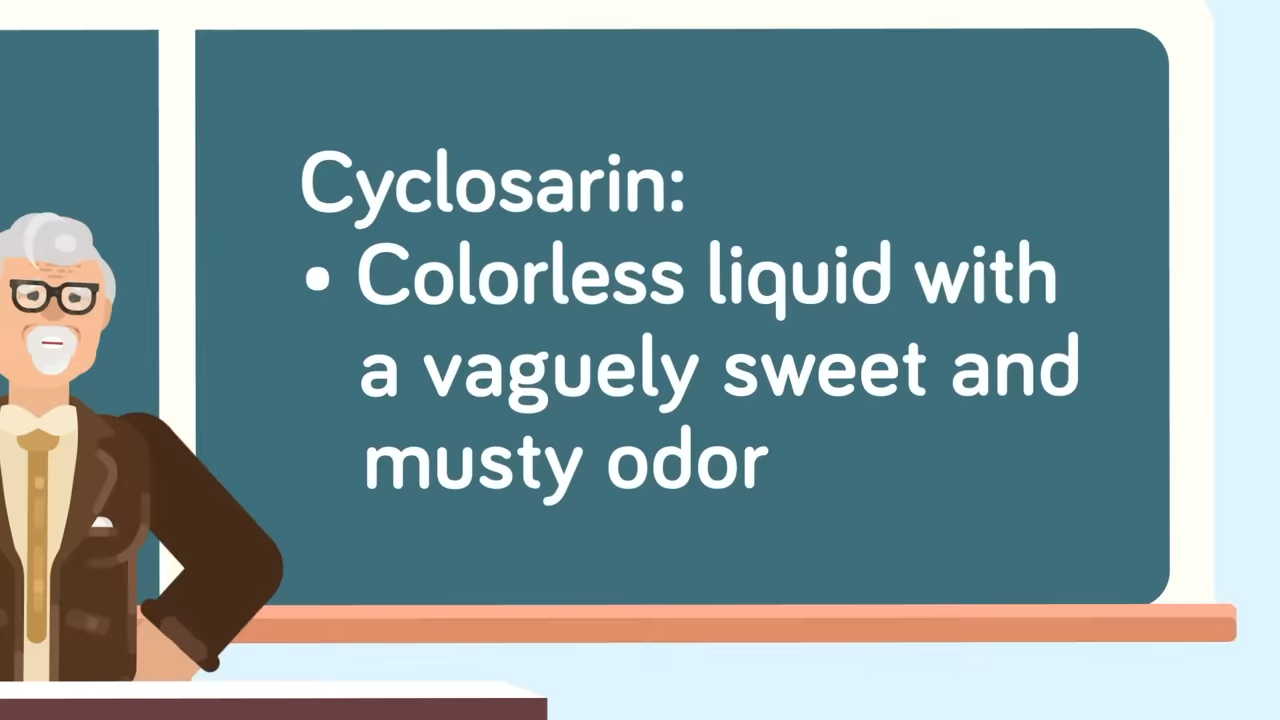 Cyclosarin:
• Colorless liquid with
a vaguely sweet and
musty odor